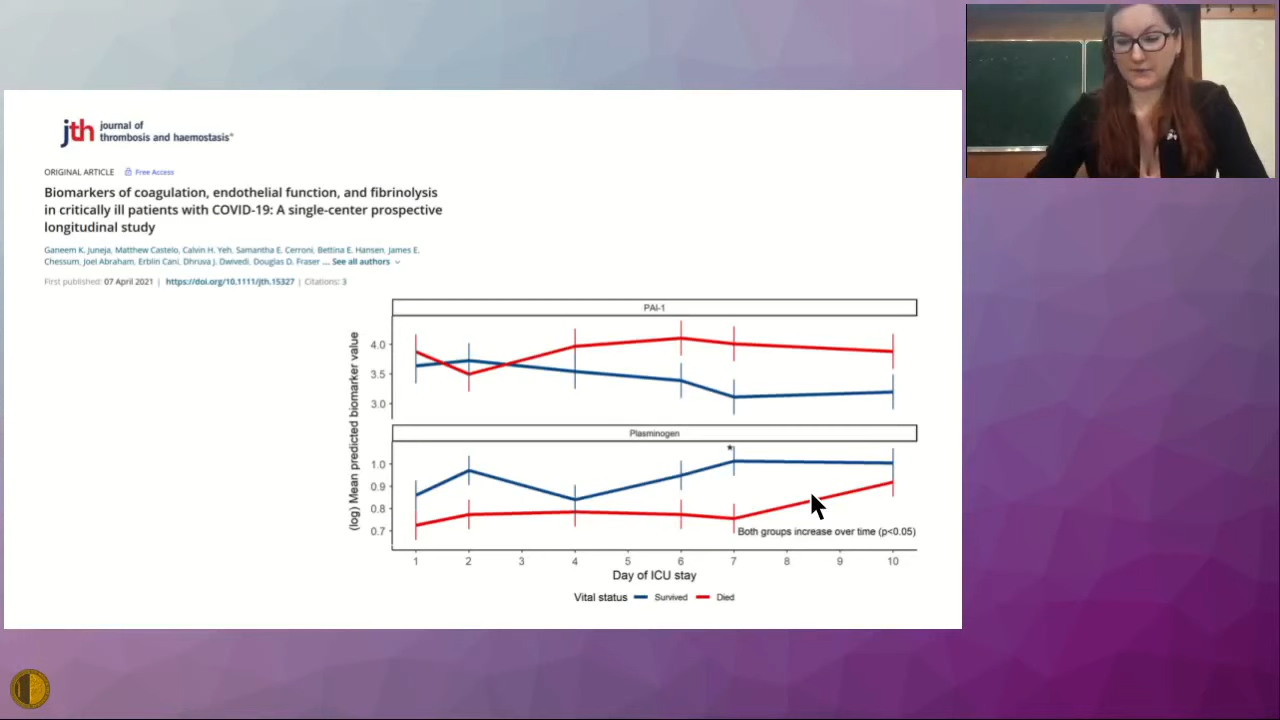 jth journal of
thrombosis and haemostasis
ORIGINAL ARTICLE Free Access
Biomarkers of coagulation, endothelial function, and fibrinolysis
in critically ill patients with COVID-19: A single-center prospective
longitudinal study
Ganeem K. Juneja, Matthew Castelo, Calvin H. Yeh, Samantha E. Cerroni, Bettina E. Hansen, James E.
Chessum, Joel Abraham, Erblin Cani, Dhruva J. Dwivedi, Douglas D. Fraser ... See all authors
First published: 07 April 2021 | https://doi.org/10.1111/jth.15327 | Citations: 3
(log) Mean predicted biomarker value
PAI-1
4.0
3.5
3.0
Plasminogen
*
1.0
0.9
0.8
0.7
Both groups increase over time (p<0.05)
1 2 3 4 5 6 7 8 9 10
Day of ICU stay
Vital status Survived Died